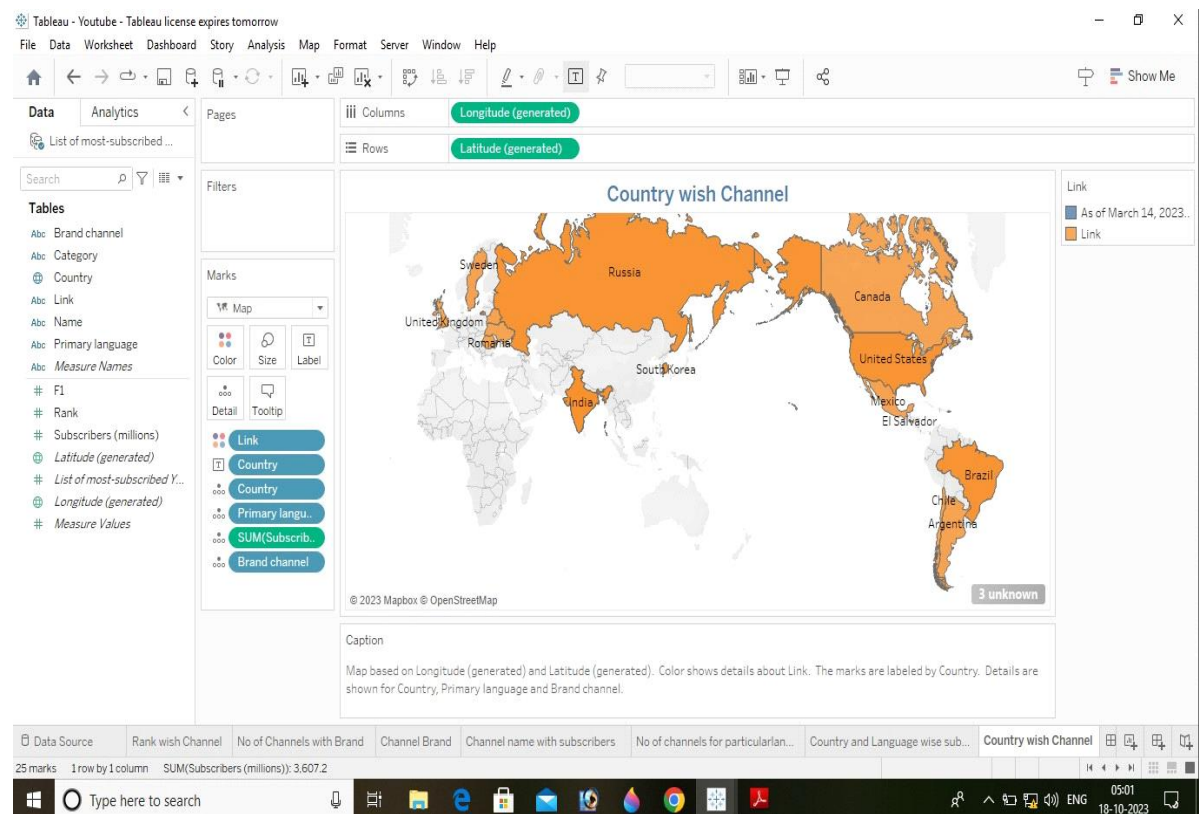 Tableau - Youtube - Tableau license expires tomorrow
File Data Worksheet Dashboard Story Analysis Map Format Server Window Help
Show Me
Data Analytics
Pages
iii Columns
Longitude (generated)
List of most-subscribed ...
Rows
Latitude (generated)
Search
Filters
Country wish Channel
Link
As of March 14, 2023..
Link
Tables
Abc Brand channel
Abc Category
Country
Abc Link
Abc Name
Abc Primary language
Abc Measure Names
# F1
# Rank
# Subscribers (millions)
Latitude (generated)
# List of most-subscribed Y...
Longitude (generated)
# Measure Values
Marks
Map
Color Size Label
Detail Tooltip
Link
Country
Country
Primary langu..
SUM(Subscrib..
Brand channel
Sweden
Russia
Canada
United Kingdom
Romania
United States
South Korea
India
Mexico
El Salvador
Brazil
Chile
Argentina
3 unknown
© 2023 Mapbox © OpenStreetMap
Caption
Map based on Longitude (generated) and Latitude (generated). Color shows details about Link. The marks are labeled by Country. Details are
shown for Country, Primary language and Brand channel.
Data Source Rank wish Channel No of Channels with Brand Channel Brand Channel name with subscribers No of channels for particularlan... Country and Language wise sub... Country wish Channel
25 marks 1 row by 1 column SUM(Subscribers (millions)): 3,607.2
Type here to search
ENG
05:01
18-10-2023